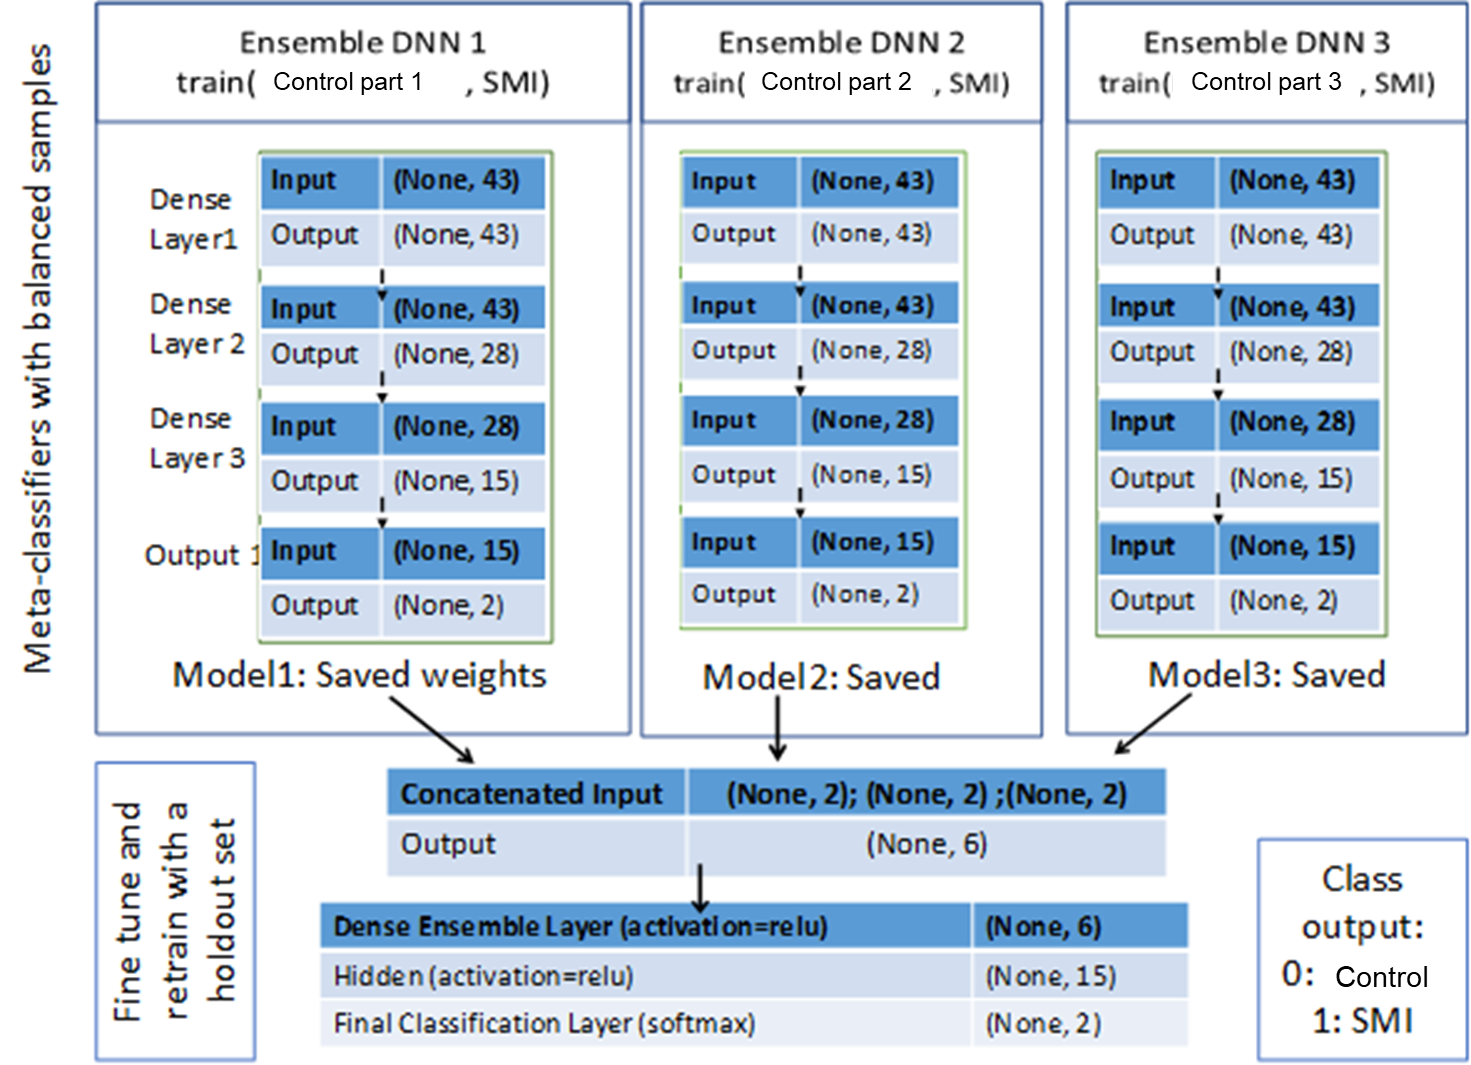 Meta-classifiers with balanced samples
Ensemble DNN 1
train( Control part 1 , SMI)
Dense
Layer1
Input (None, 43)
Output (None, 43)
Dense
Layer 2
Input (None, 43)
Output (None, 28)
Dense
Layer 3
Input (None, 28)
Output (None, 15)
Output 1
Input (None, 15)
Output (None, 2)
Model1: Saved weights
Ensemble DNN 2
train( Control part 2 , SMI)
Input (None, 43)
Output (None, 43)
Input (None, 43)
Output (None, 28)
Input (None, 28)
Output (None, 15)
Input (None, 15)
Output (None, 2)
Model2: Saved
Ensemble DNN 3
train( Control part 3 , SMI)
Input (None, 43)
Output (None, 43)
Input (None, 43)
Output (None, 28)
Input (None, 28)
Output (None, 15)
Input (None, 15)
Output (None, 2)
Model3: Saved
Fine tune and
retrain with a
holdout set
Concatenated Input (None, 2); (None, 2) ;(None, 2)
Output (None, 6)
Dense Ensemble Layer (activation=relu) (None, 6)
Hidden (activation=relu) (None, 15)
Final Classification Layer (softmax) (None, 2)
Class
output:
0: Control
1: SMI